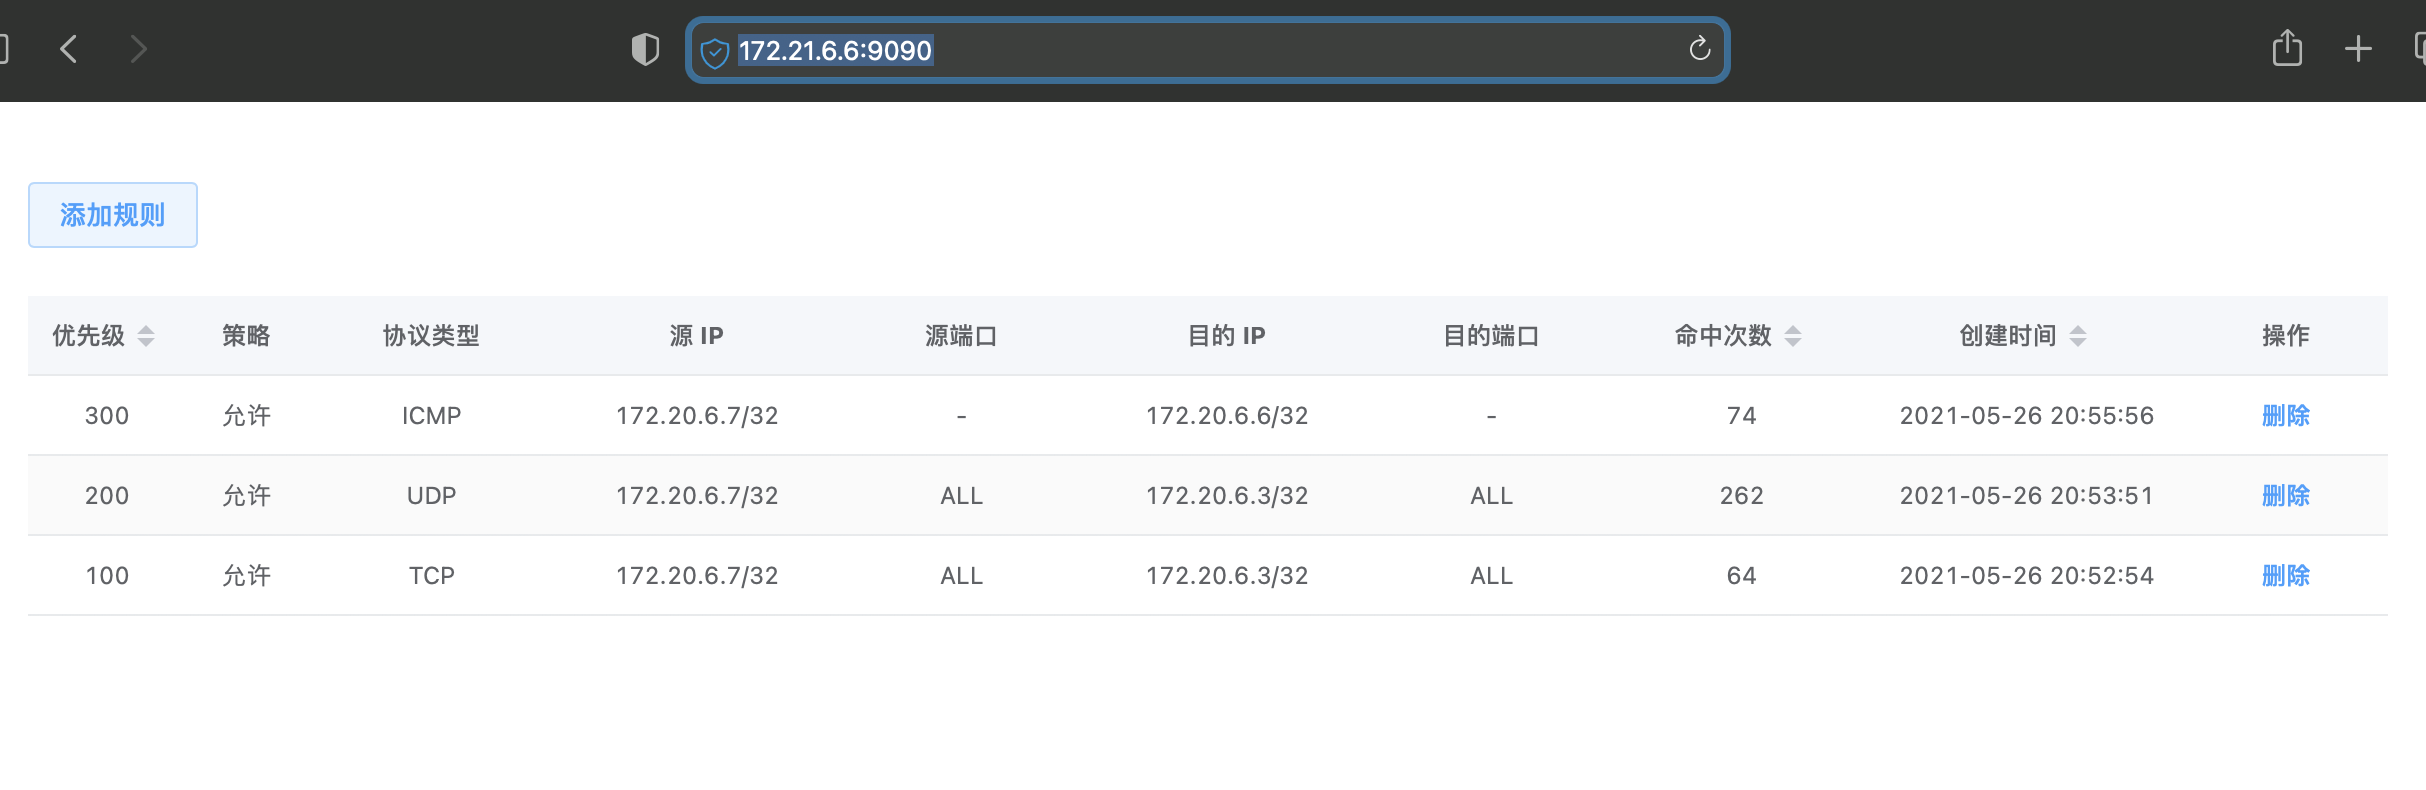 172.21.6.6:9090
添加规则
优先级 策略 协议类型 源 IP 源端口 目的 IP 目的端口 命中次数 创建时间 操作
300 允许 ICMP 172.20.6.7/32 - 172.20.6.6/32 - 74 2021-05-26 20:55:56 删除
200 允许 UDP 172.20.6.7/32 ALL 172.20.6.3/32 ALL 262 2021-05-26 20:53:51 删除
100 允许 TCP 172.20.6.7/32 ALL 172.20.6.3/32 ALL 64 2021-05-26 20:52:54 删除